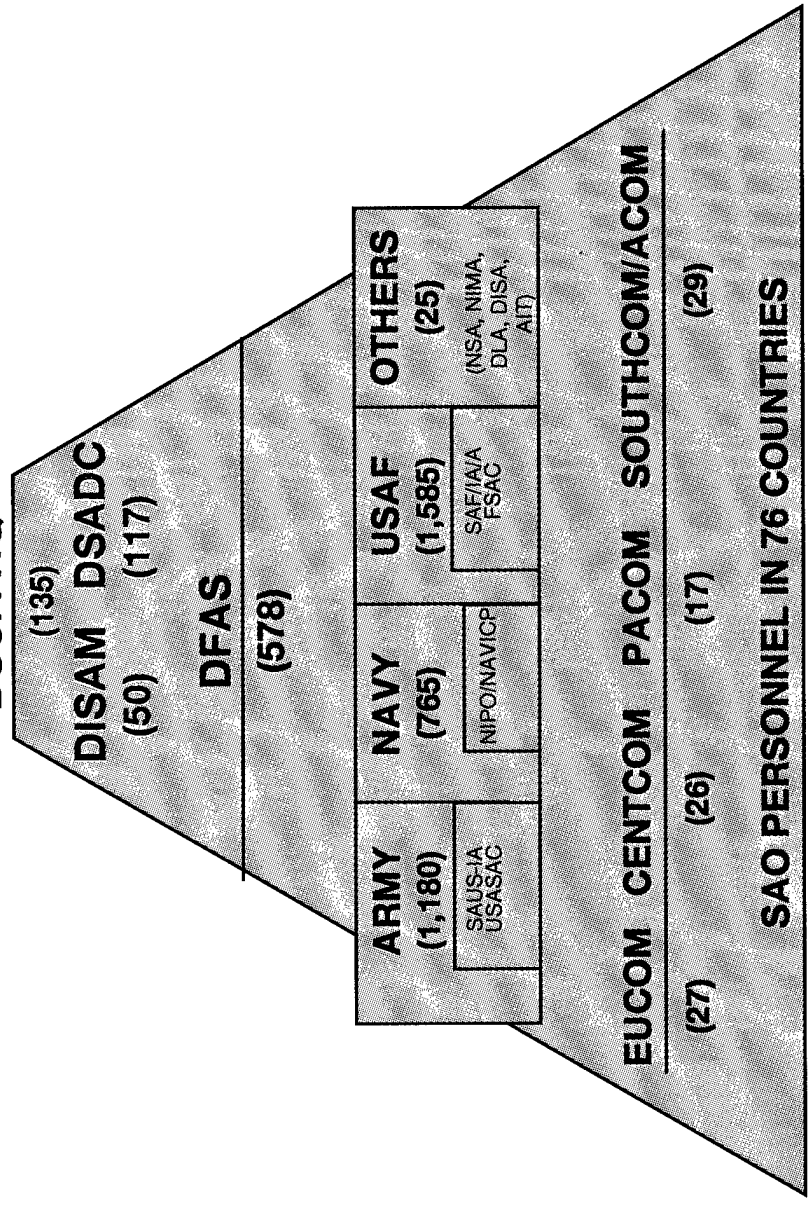 (135)
DISAM DSADC
(50) (117)
DFAS
(578)
ARMY
(1,180)
SAUS-IA
USASAC
NAVY
(765)
NIPO/NAVICP
USAF
(1,585)
SAF/IA/A
FSAC
OTHERS
(25)
(NSA, NIMA,
DLA, DISA,
AIT)
EUCOM CENTCOM PACOM SOUTHCOM/ACOM
(27) (26) (17) (29)
SAO PERSONNEL IN 76 COUNTRIES